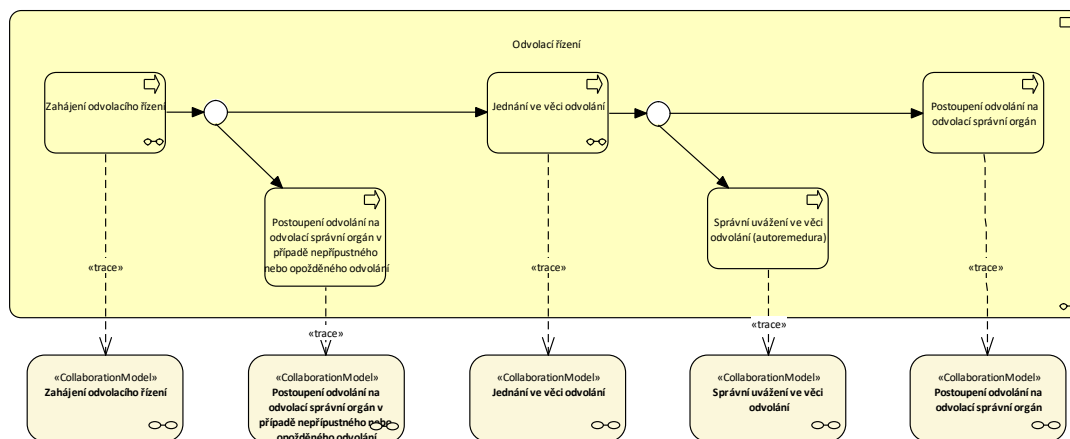 Odvolací řízení
Zahájení odvolacího řízení
Jednání ve věci odvolání
Postoupení odvolání na
odvolací správní orgán
Postoupení odvolání na
odvolací správní orgán v
případě nepřípustného
nebo opožděného odvolání
Správní uvážení ve věci
odvolání (autoremedura)
«trace»
«trace»
«trace»
«trace»
«trace»
«CollaborationModel»
Zahájení odvolacího řízení
«CollaborationModel»
Postoupení odvolání na
odvolací správní orgán v
případě nepřípustného nebo
opožděného odvolání
«CollaborationModel»
Jednání ve věci odvolání
«CollaborationModel»
Správní uvážení ve věci
odvolání
«CollaborationModel»
Postoupení odvolání na
odvolací správní orgán